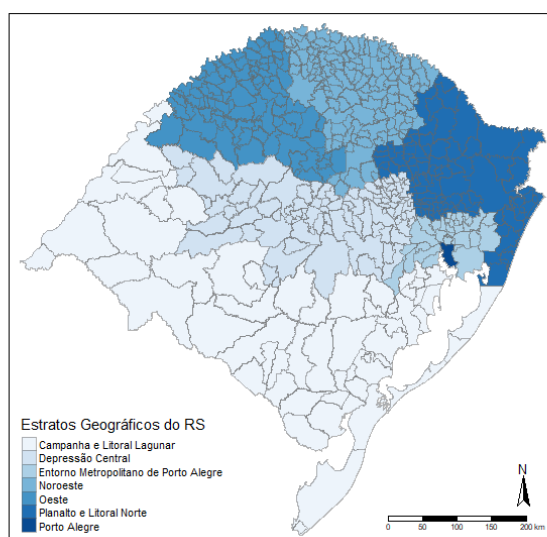 Estratos Geográficos do RS
Campanha e Litoral Lagunar
Depressão Central
Entorno Metropolitano de Porto Alegre
Noroeste
Oeste
Planalto e Litoral Norte
Porto Alegre
N
0 50 100 150 200 km